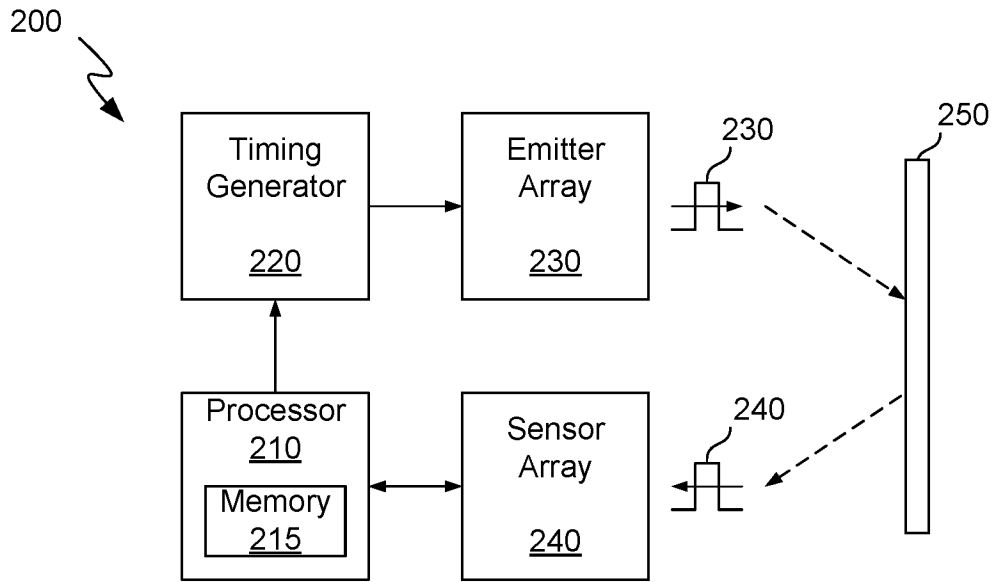 200
Timing
Generator
220
Emitter
Array
230
230
250
Processor
210
Memory
215
Sensor
Array
240
240